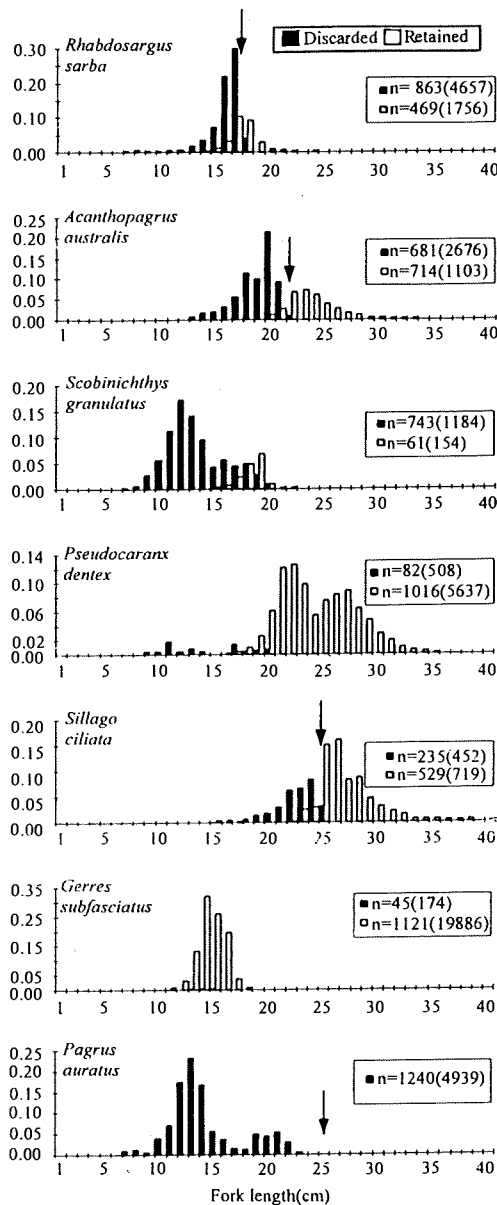 Discarded Retained
Rhabdosargus
sarba
n= 863(4657)
n=469(1756)
0.30
0.20
0.10
0.00
1 5 10 15 20 25 30 35 40
Acanthopagrus
australis
n=681(2676)
n=714(1103)
0.25
0.20
0.15
0.10
0.05
0.00
1 5 10 15 20 25 30 35 40
Scobinichthys
granulatus
n=743(1184)
n=61(154)
0.20
0.15
0.10
0.05
0.00
1 5 10 15 20 25 30 35 40
Pseudocaranx
dentex
n=82(508)
n=1016(5637)
0.14
0.12
0.08
0.06
0.02
0.00
1 5 10 15 20 25 30 35 40
Sillago
ciliata
n=235(452)
n=529(719)
0.20
0.15
0.10
0.05
0.00
1 5 10 15 20 25 30 35 40
Gerres
subfasciatus
n=45(174)
n=1121(19886)
0.35
0.25
0.15
0.05
0.00
1 5 10 15 20 25 30 35 40
Pagrus
auratus
n=1240(4939)
0.25
0.20
0.15
0.10
0.05
0.00
1 5 10 15 20 25 30 35 40
Fork length(cm)